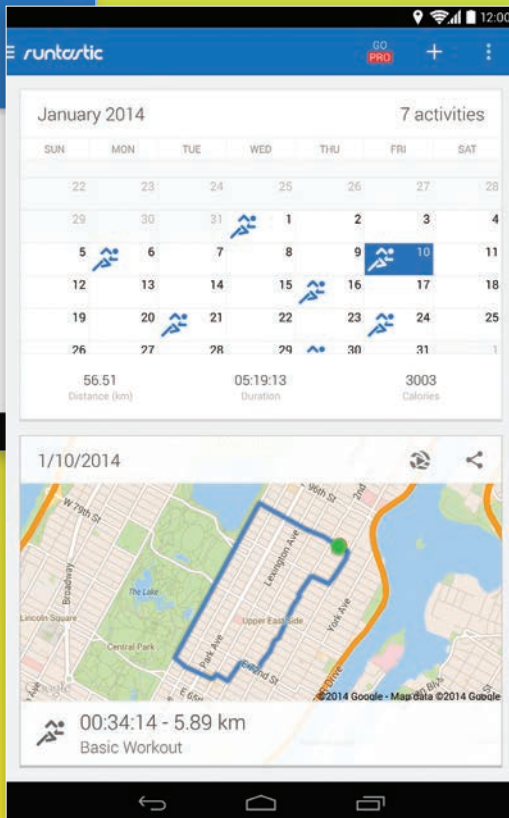 12:00
runtastic GO PRO
January 2014 7 activities
SUN MON TUE WED THU FRI SAT
22 23 24 25 26 27 28
29 30 31 1 2 3 4
5 6 7 8 9 10 11
12 13 14 15 16 17 18
19 20 21 22 23 24 25
26 27 28 29 30 31 1
56.51 05:19:13 3003
Distance (km) Duration Calories
1/10/2014
E 96th St
2nd
W 79th St
Lexington Ave
Broadway
The Lake
Lincoln Square
Upper East Side
York Ave
Central Park
Park Ave
E 62nd St
Google
©2014 Google - Map data ©2014 Google
00:34:14 - 5.89 km
Basic Workout